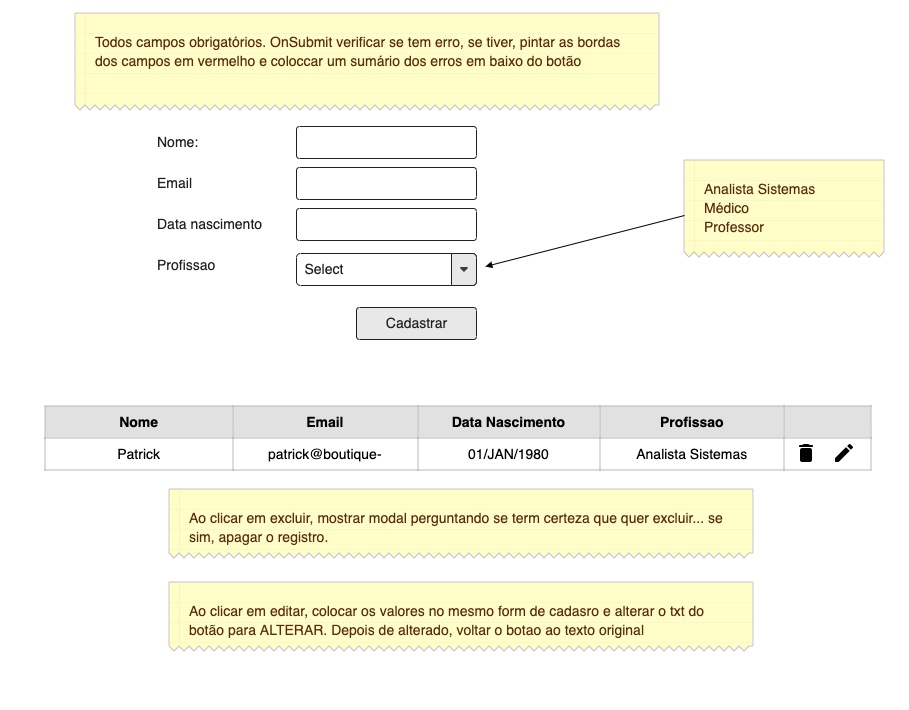 Todos campos obrigatórios. OnSubmit verificar se tem erro, se tiver, pintar as bordas
dos campos em vermelho e coloccar um sumário dos erros em baixo do botão
Nome:
Email
Data nascimento
Profissao
Select
Analista Sistemas
Médico
Professor
Cadastrar
Nome Email Data Nascimento Profissao
Patrick patrick@boutique- 01/JAN/1980 Analista Sistemas
Ao clicar em excluir, mostrar modal perguntando se term certeza que quer excluir... se
sim, apagar o registro.
Ao clicar em editar, colocar os valores no mesmo form de cadasro e alterar o txt do
botão para ALTERAR. Depois de alterado, voltar o botao ao texto original